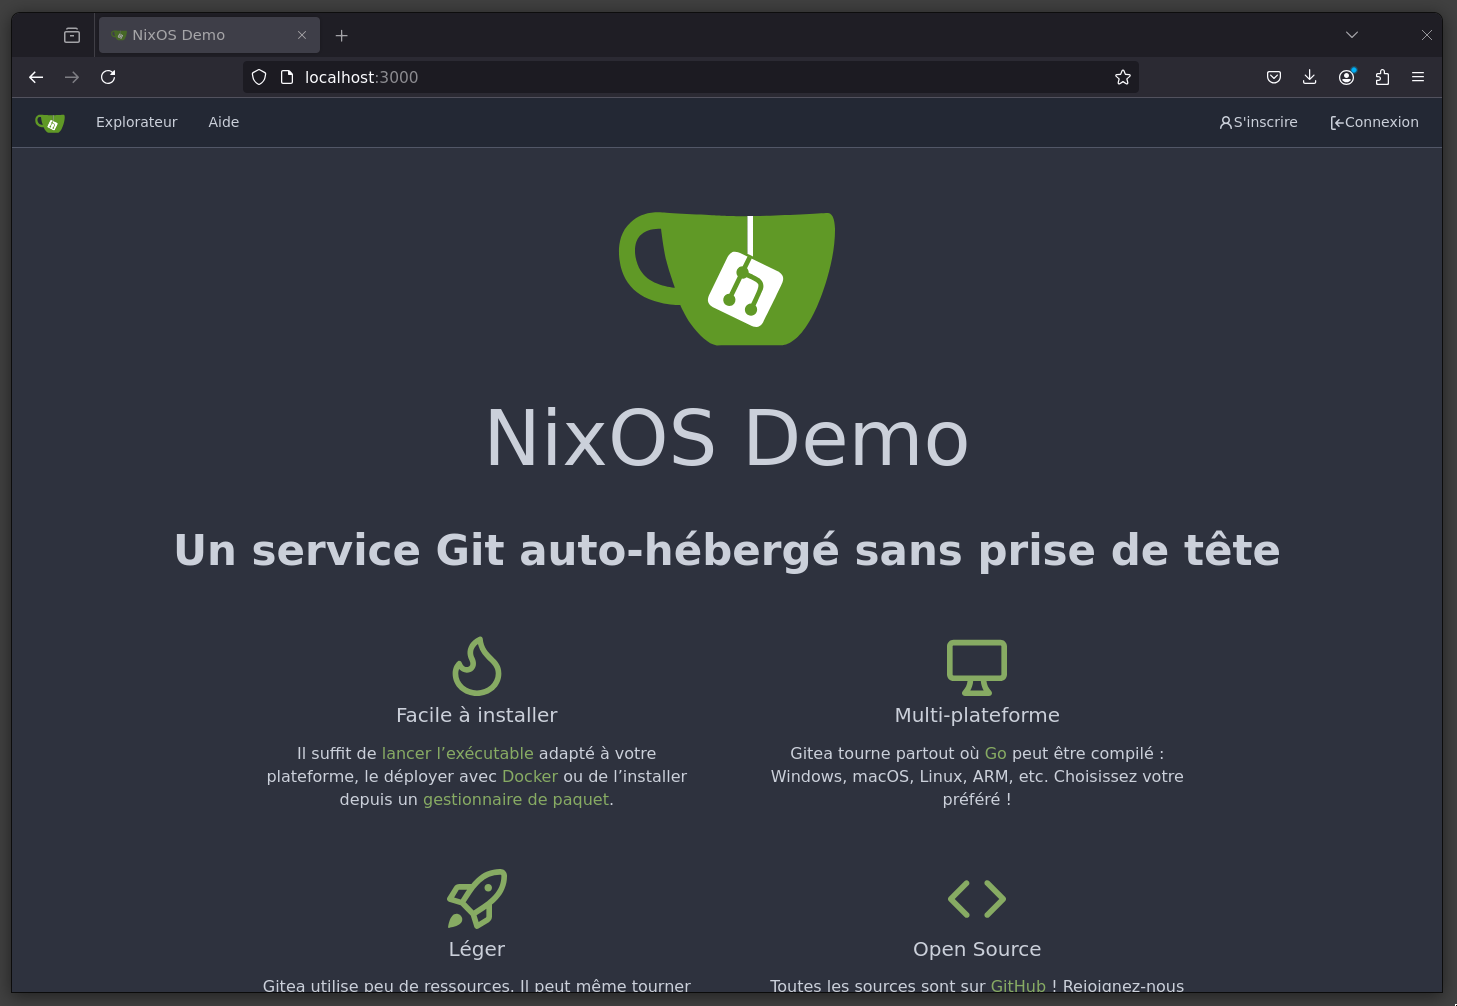 NixOS Demo
localhost:3000
Explorateur Aide S'inscrire Connexion
NixOS Demo
Un service Git auto-hébergé sans prise de tête
Facile à installer
Il suffit de lancer l’exécutable adapté à votre
plateforme, le déployer avec Docker ou de l’installer
depuis un gestionnaire de paquet.
Multi-plateforme
Gitea tourne partout où Go peut être compilé :
Windows, macOS, Linux, ARM, etc. Choisissez votre
préféré !
Léger
Gitea utilise peu de ressources. Il peut même tourner
Open Source
Toutes les sources sont sur GitHub ! Rejoignez-nous